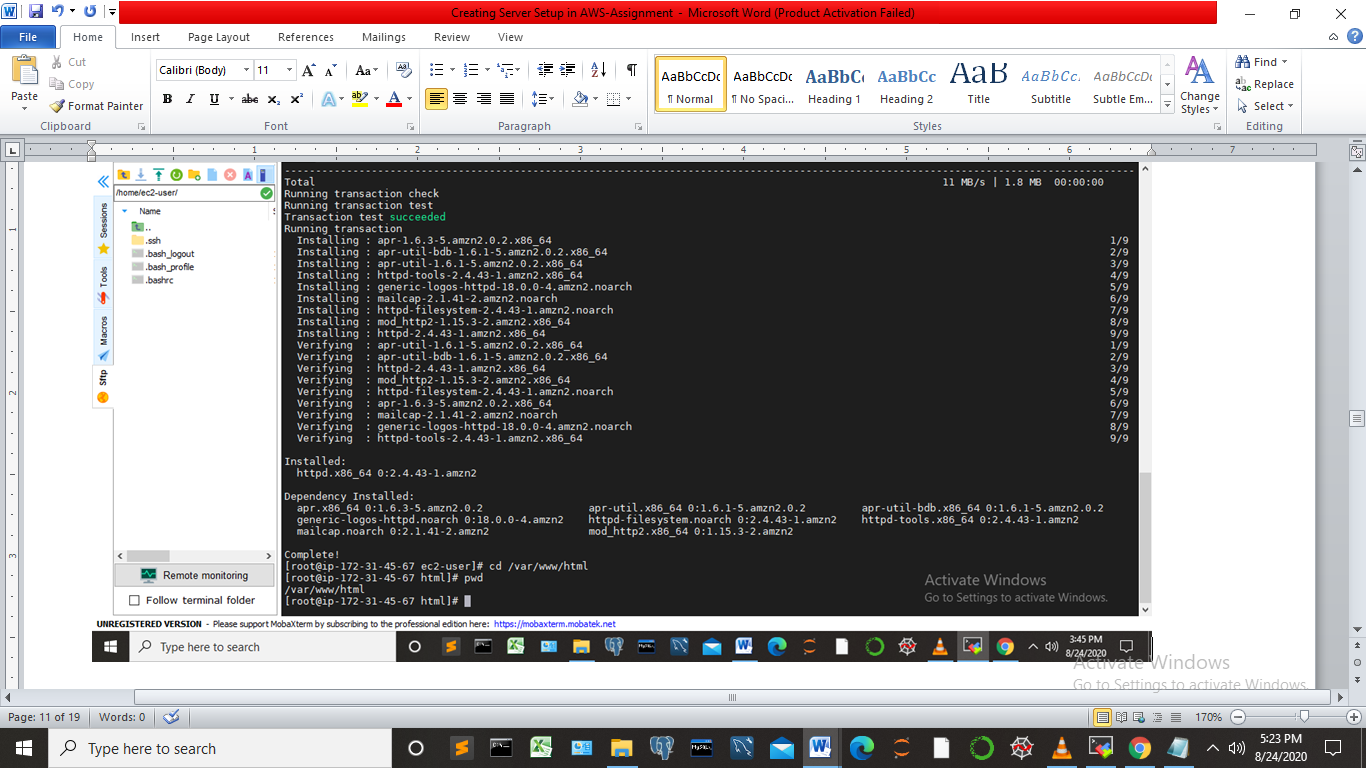 Creating Server Setup in AWS-Assignment - Microsoft Word (Product Activation Failed)
File Home Insert Page Layout References Mailings Review View
Paste
Cut
Copy
Format Painter
Clipboard
Calibri (Body) 11
Font
Paragraph
AaBbCcDc AaBbCcDc AaBbCc AaBbCc AaB AaBbCc. AaBbCcDc
¶ Normal ¶ No Spaci... Heading 1 Heading 2 Title Subtitle Subtle Em...
Change Styles
Styles
Find
Replace
Select
Editing
1 2 3 4 5 6 7
/home/ec2-user/
Name
..
.ssh
.bash_logout
.bash_profile
.bashrc
Sessions
Tools
Macros
Sftp
Remote monitoring
Follow terminal folder
Total 11 MB/s | 1.8 MB 00:00:00
Running transaction check
Running transaction test
Transaction test succeeded
Running transaction
Installing : apr-1.6.3-5.amzn2.0.2.x86_64 1/9
Installing : apr-util-bdb-1.6.1-5.amzn2.0.2.x86_64 2/9
Installing : apr-util-1.6.1-5.amzn2.0.2.x86_64 3/9
Installing : httpd-tools-2.4.43-1.amzn2.x86_64 4/9
Installing : generic-logos-httpd-18.0.0-4.amzn2.noarch 5/9
Installing : mailcap-2.1.41-2.amzn2.noarch 6/9
Installing : httpd-filesystem-2.4.43-1.amzn2.noarch 7/9
Installing : mod_http2-1.15.3-2.amzn2.x86_64 8/9
Installing : httpd-2.4.43-1.amzn2.x86_64 9/9
Verifying : apr-util-1.6.1-5.amzn2.0.2.x86_64 1/9
Verifying : apr-util-bdb-1.6.1-5.amzn2.0.2.x86_64 2/9
Verifying : httpd-2.4.43-1.amzn2.x86_64 3/9
Verifying : mod_http2-1.15.3-2.amzn2.x86_64 4/9
Verifying : httpd-filesystem-2.4.43-1.amzn2.noarch 5/9
Verifying : apr-1.6.3-5.amzn2.0.2.x86_64 6/9
Verifying : mailcap-2.1.41-2.amzn2.noarch 7/9
Verifying : generic-logos-httpd-18.0.0-4.amzn2.noarch 8/9
Verifying : httpd-tools-2.4.43-1.amzn2.x86_64 9/9
Installed:
httpd.x86_64 0:2.4.43-1.amzn2
Dependency Installed:
apr.x86_64 0:1.6.3-5.amzn2.0.2 apr-util.x86_64 0:1.6.1-5.amzn2.0.2 apr-util-bdb.x86_64 0:1.6.1-5.amzn2.0.2
generic-logos-httpd.noarch 0:18.0.0-4.amzn2 httpd-filesystem.noarch 0:2.4.43-1.amzn2 httpd-tools.x86_64 0:2.4.43-1.amzn2
mailcap.noarch 0:2.1.41-2.amzn2 mod_http2.x86_64 0:1.15.3-2.amzn2
Complete!
[root@ip-172-31-45-67 ec2-user]# cd /var/www/html
[root@ip-172-31-45-67 html]# pwd
/var/www/html
[root@ip-172-31-45-67 html]#
Activate Windows
Go to Settings to activate Windows.
UNREGISTERED VERSION - Please support MobaXterm by subscribing to the professional edition here: https://mobaxterm.mobatek.net
Type here to search
3:45 PM
8/24/2020
Activate Windows
Go to Settings to activate Windows.
Page: 11 of 19 Words: 0 170%
Type here to search
5:23 PM
8/24/2020